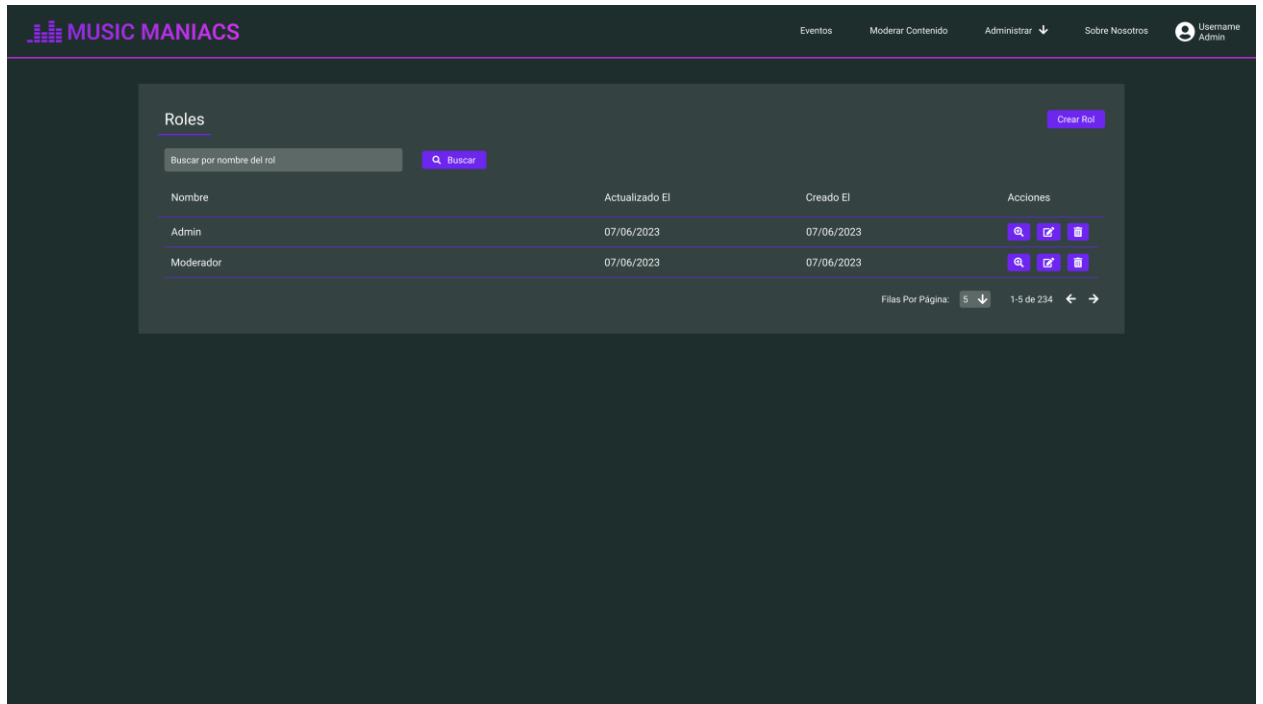 MUSIC MANIACS
Eventos Moderar Contenido Administrar Sobre Nosotros Username
Admin
Roles Crear Rol
Buscar por nombre del rol Buscar
Nombre Actualizado El Creado El Acciones
Admin 07/06/2023 07/06/2023
Moderador 07/06/2023 07/06/2023
Filas Por Página: 5 1-5 de 234